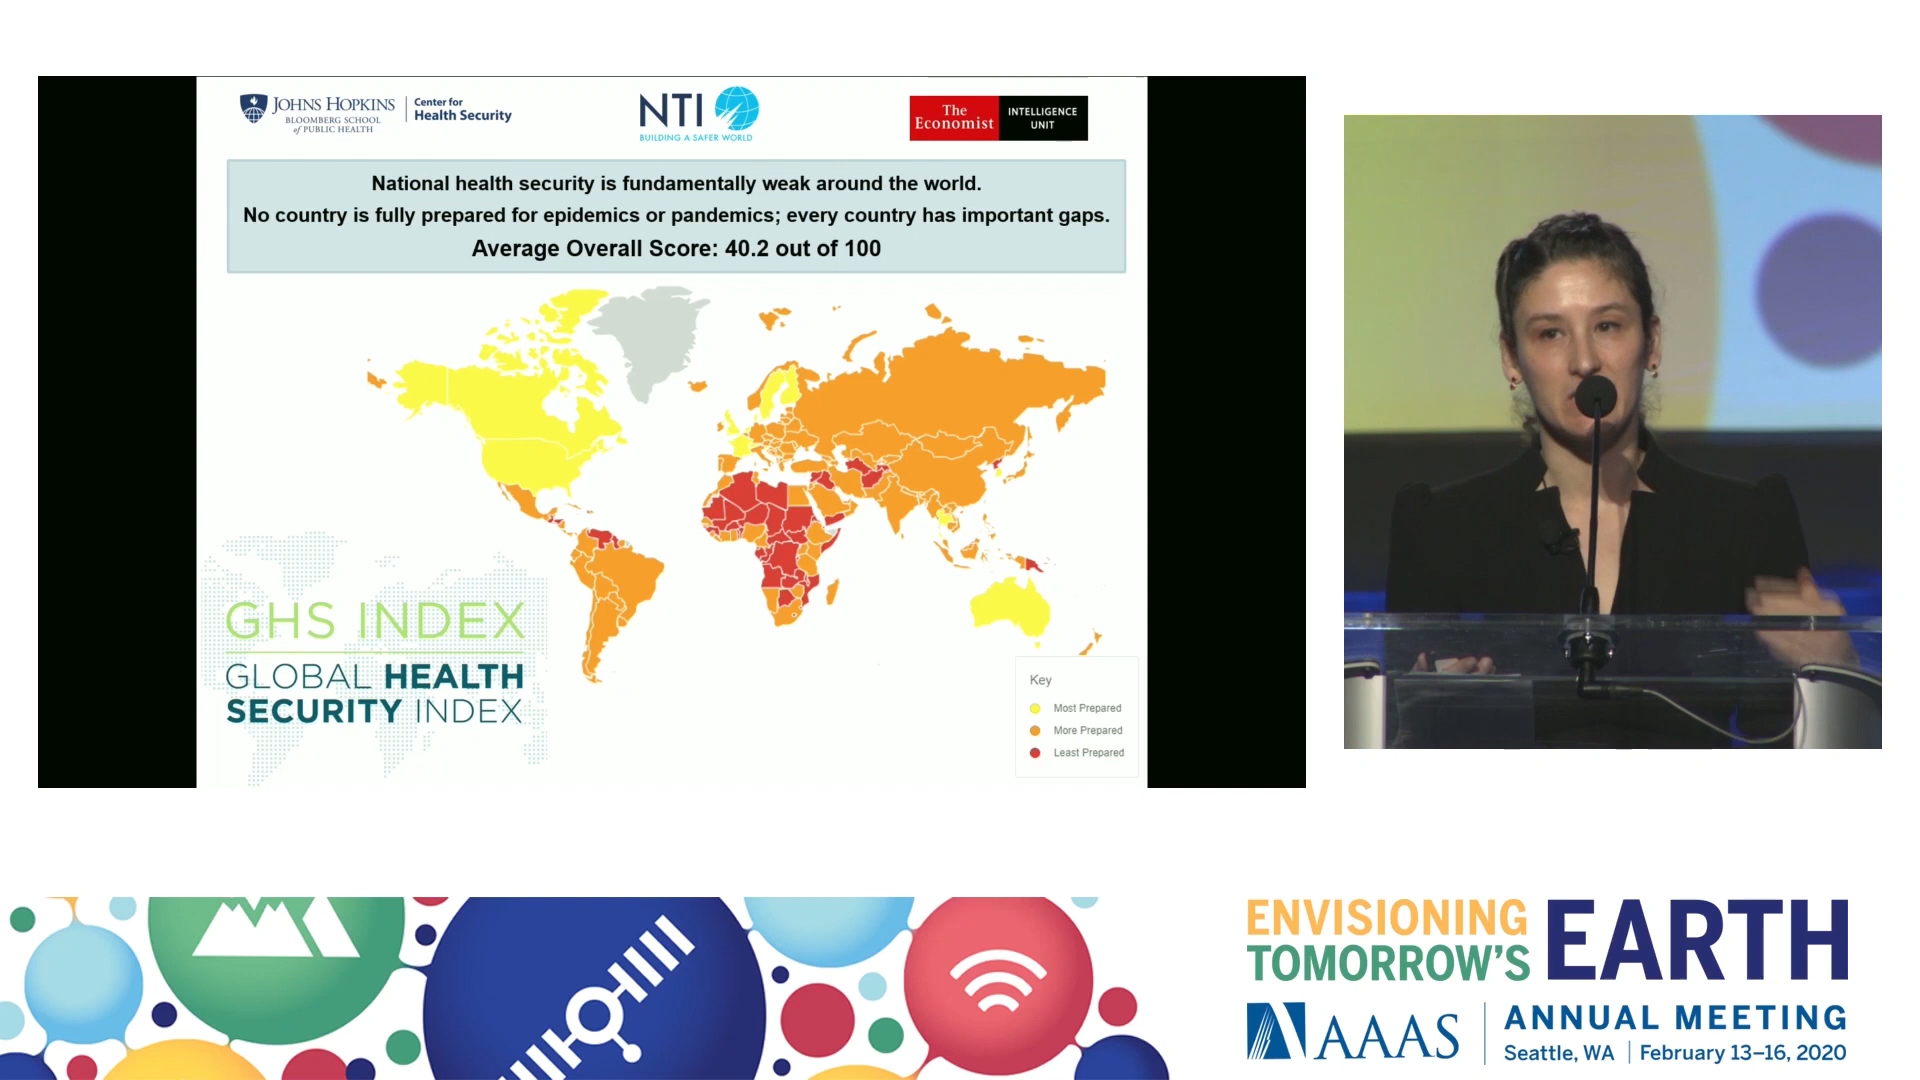 JOHNS HOPKINS
BLOOMBERG SCHOOL
of PUBLIC HEALTH
Center for
Health Security
NTI
BUILDING A SAFER WORLD
The
Economist
INTELLIGENCE
UNIT
National health security is fundamentally weak around the world.
No country is fully prepared for epidemics or pandemics; every country has important gaps.
Average Overall Score: 40.2 out of 100
GHS INDEX
GLOBAL HEALTH
SECURITY INDEX
Key
Most Prepared
More Prepared
Least Prepared
ENVISIONING
TOMORROW'S
EARTH
AAAS
ANNUAL MEETING
Seattle, WA | February 13–16, 2020